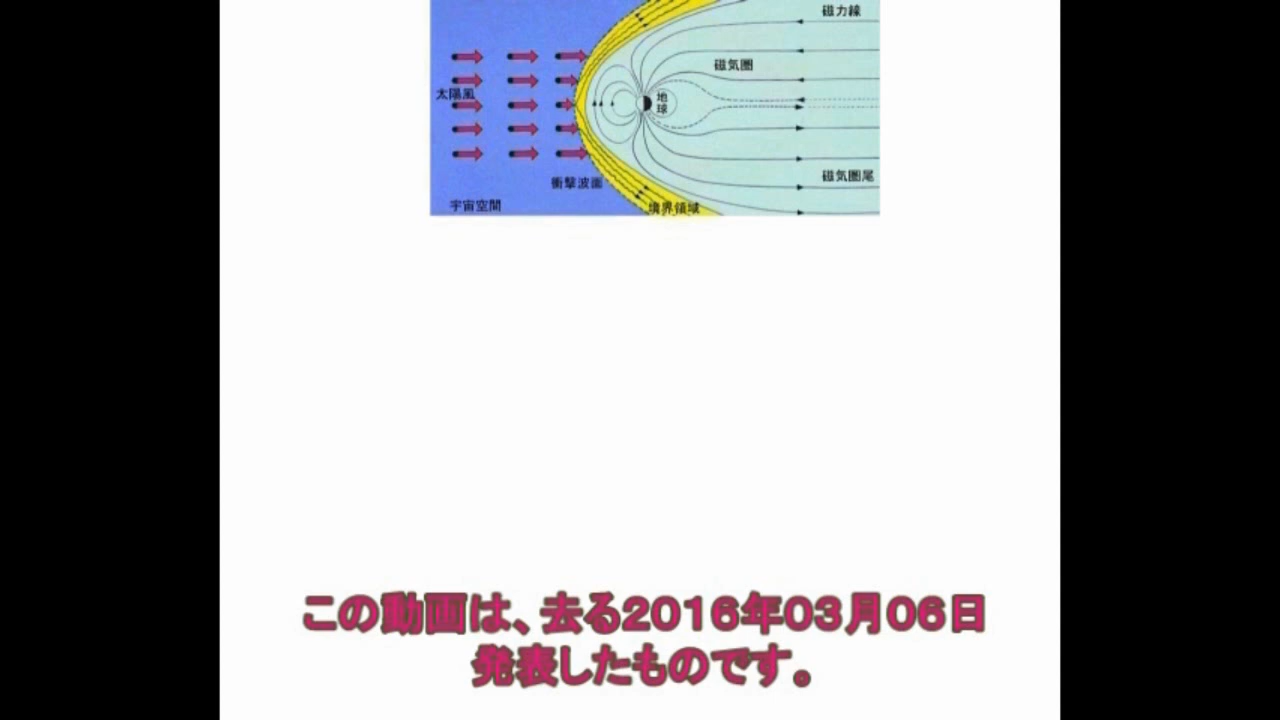 磁力線
磁気圏
太陽風
地球
磁気圏尾
衝撃波面
宇宙空間
境界領域
この動画は、去る2016年03月06日
発表したものです。